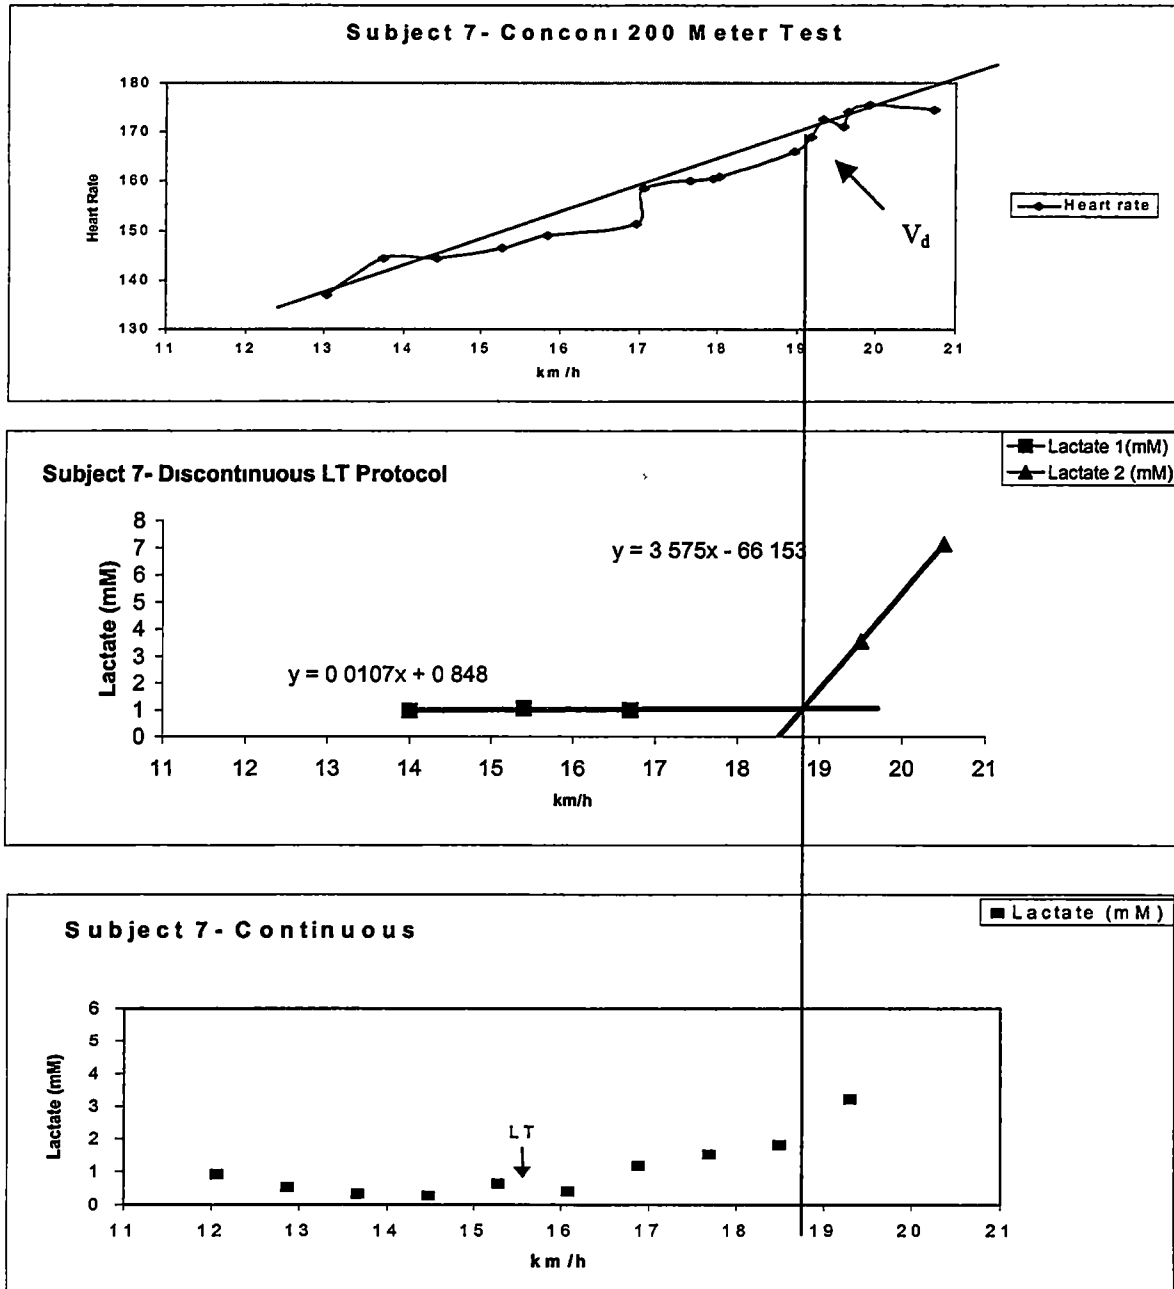 Subject 7- Conconı 200 Meter Test
180
170
160
150
140
130
Heart Rate
11 12 13 14 15 16 17 18 19 20 21
km/h
Heart rate
V_d
Subject 7- Dıscontınuous LT Protocol
Lactate 1(mM)
Lactate 2 (mM)
8
7
6
5
4
3
2
1
0
Lactate (mM)
y = 3 575x - 66 153
y = 0 0107x + 0 848
11 12 13 14 15 16 17 18 19 20 21
km/h
Subject 7- Continuous
Lactate (mM)
6
5
4
3
2
1
0
Lactate (mM)
LT
11 12 13 14 15 16 17 18 19 20 21
km/h